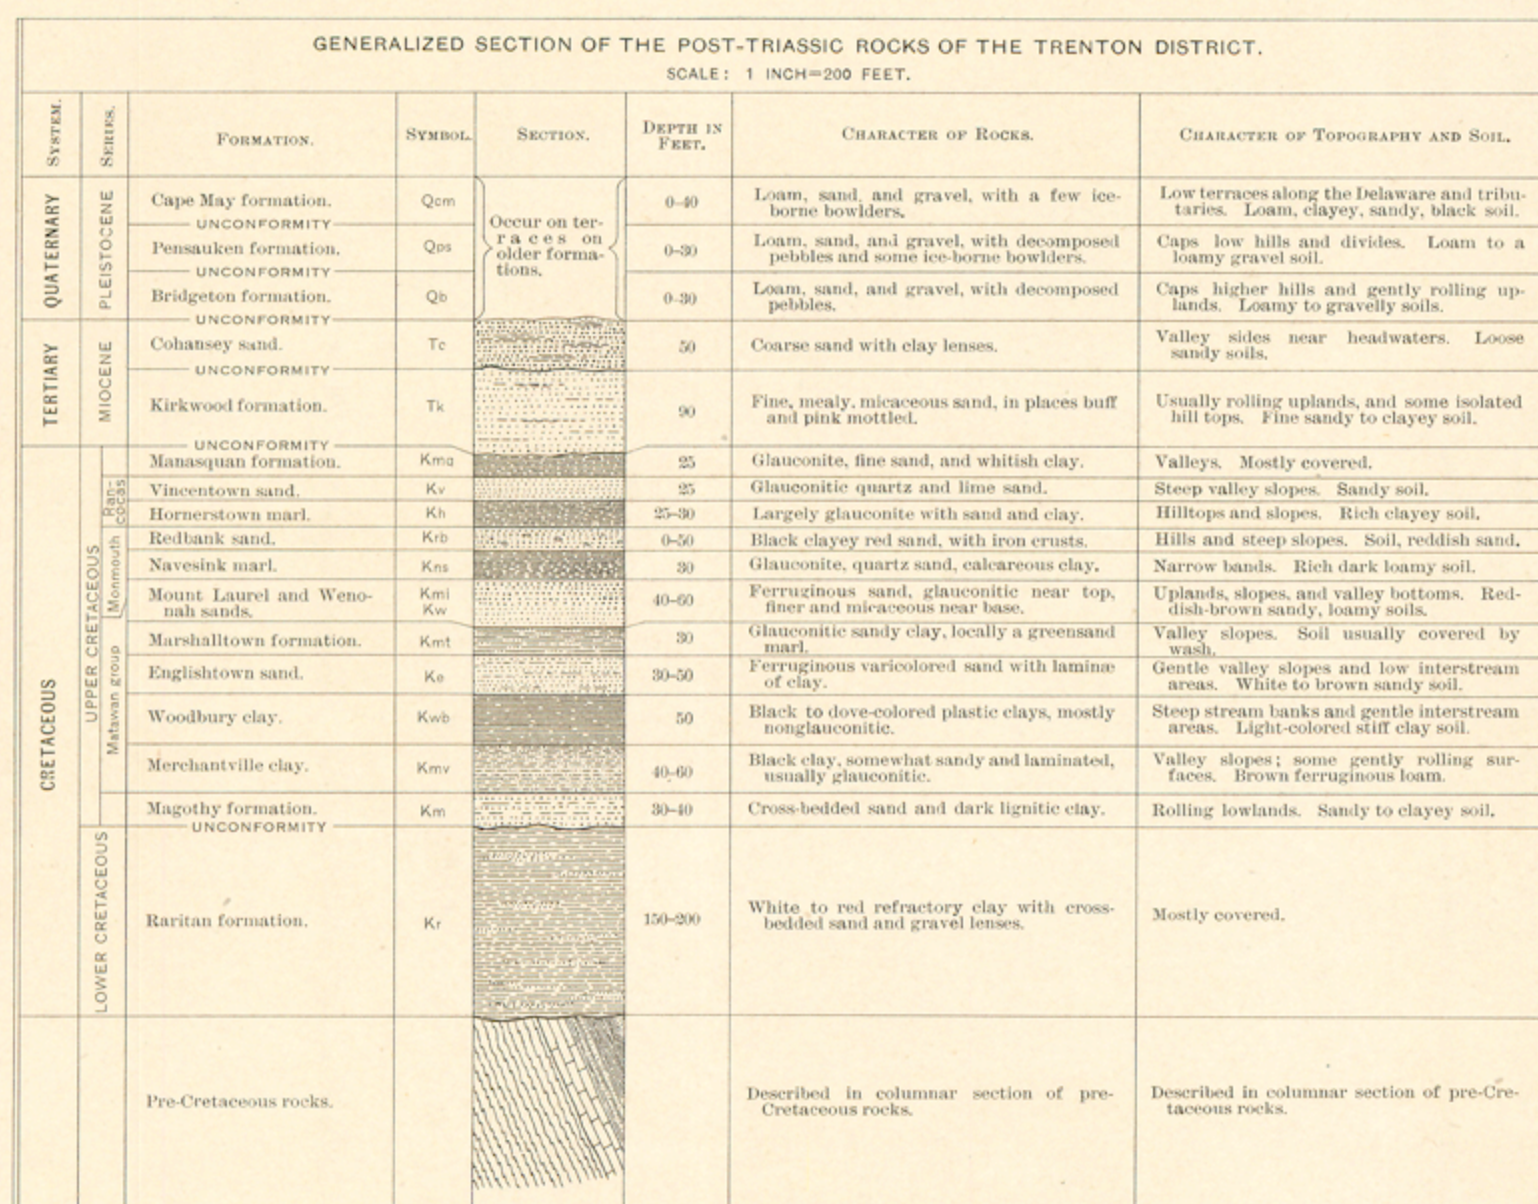 GENERALIZED SECTION OF THE POST-TRIASSIC ROCKS OF THE TRENTON DISTRICT.
SCALE: 1 INCH=200 FEET.
SYSTEM.
SERIES.
FORMATION.
SYMBOL.
SECTION.
DEPTH IN
FEET.
CHARACTER OF ROCKS.
CHARACTER OF TOPOGRAPHY AND SOIL.
QUATERNARY
PLEISTOCENE
Cape May formation.
Qcm
Occur on ter-
races on
older forma-
tions.
0–40
Loam, sand, and gravel, with a few ice-
borne bowlders.
Low terraces along the Delaware and tribu-
taries. Loam, clayey, sandy, black soil.
UNCONFORMITY
Pensauken formation.
Qps
0–30
Loam, sand, and gravel, with decomposed
pebbles and some ice-borne bowlders.
Caps low hills and divides. Loam to a
loamy gravel soil.
UNCONFORMITY
Bridgeton formation.
Qb
0–30
Loam, sand, and gravel, with decomposed
pebbles.
Caps higher hills and gently rolling up-
lands. Loamy to gravelly soils.
UNCONFORMITY
TERTIARY
MIOCENE
Cohansey sand.
Tc
50
Coarse sand with clay lenses.
Valley sides near headwaters. Loose
sandy soils.
UNCONFORMITY
Kirkwood formation.
Tk
90
Fine, mealy, micaceous sand, in places buff
and pink mottled.
Usually rolling uplands, and some isolated
hill tops. Fine sandy to clayey soil.
UNCONFORMITY
CRETACEOUS
UPPER CRETACEOUS
Manasquan formation.
Kmq
25
Glauconite, fine sand, and whitish clay.
Valleys. Mostly covered.
Ran-
cocas
Vincentown sand.
Kv
25
Glauconitic quartz and lime sand.
Steep valley slopes. Sandy soil.
Hornerstown marl.
Kh
25–30
Largely glauconite with sand and clay.
Hilltops and slopes. Rich clayey soil.
Monmouth
Redbank sand.
Krb
0–50
Black clayey red sand, with iron crusts.
Hills and steep slopes. Soil, reddish sand.
Navesink marl.
Kns
30
Glauconite, quartz sand, calcareous clay.
Narrow bands. Rich dark loamy soil.
Mount Laurel and Weno-
nah sands.
Kml
Kw
40–60
Ferruginous sand, glauconitic near top,
finer and micaceous near base.
Uplands, slopes, and valley bottoms. Red-
dish-brown sandy, loamy soils.
Matawan group
Marshalltown formation.
Kmt
30
Glauconitic sandy clay, locally a greensand
marl.
Valley slopes. Soil usually covered by
wash.
Englishtown sand.
Ke
30–50
Ferruginous varicolored sand with laminæ
of clay.
Gentle valley slopes and low interstream
areas. White to brown sandy soil.
Woodbury clay.
Kwb
50
Black to dove-colored plastic clays, mostly
nonglauconitic.
Steep stream banks and gentle interstream
areas. Light-colored stiff clay soil.
Merchantville clay.
Kmv
40–60
Black clay, somewhat sandy and laminated,
usually glauconitic.
Valley slopes; some gently rolling sur-
faces. Brown ferruginous loam.
Magothy formation.
Km
30–40
Cross-bedded sand and dark lignitic clay.
Rolling lowlands. Sandy to clayey soil.
UNCONFORMITY
LOWER CRETACEOUS
Raritan formation.
Kr
150–200
White to red refractory clay with cross-
bedded sand and gravel lenses.
Mostly covered.
Pre-Cretaceous rocks.
Described in columnar section of pre-
Cretaceous rocks.
Described in columnar section of pre-Cre-
taceous rocks.